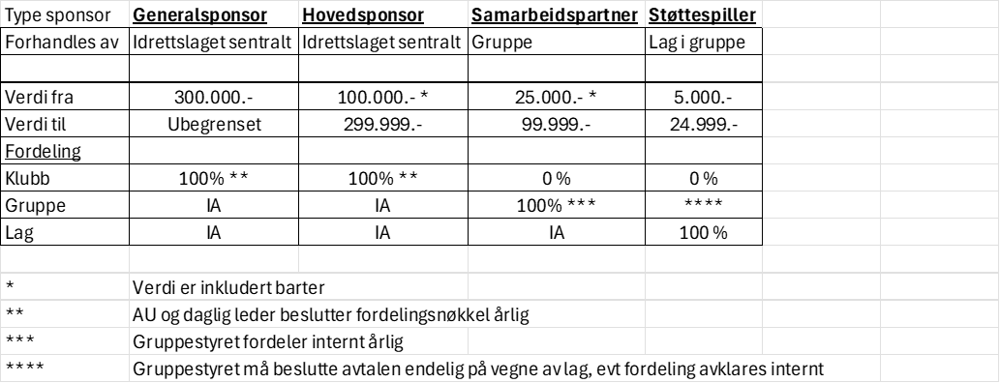 Type sponsor Generalsponsor Hovedsponsor Samarbeidspartner Støttespiller
Forhandles av Idrettslaget sentralt Idrettslaget sentralt Gruppe Lag i gruppe
Verdi fra 300.000.- 100.000.- * 25.000.- * 5.000.-
Verdi til Ubegrenset 299.999.- 99.999.- 24.999.-
Fordeling
Klubb 100% ** 100% ** 0 % 0 %
Gruppe IA IA 100% *** ****
Lag IA IA IA 100 %
* Verdi er inkludert barter
** AU og daglig leder beslutter fordelingsnøkkel årlig
*** Gruppestyret fordeler internt årlig
**** Gruppestyret må beslutte avtalen endelig på vegne av lag, evt fordeling avklares internt